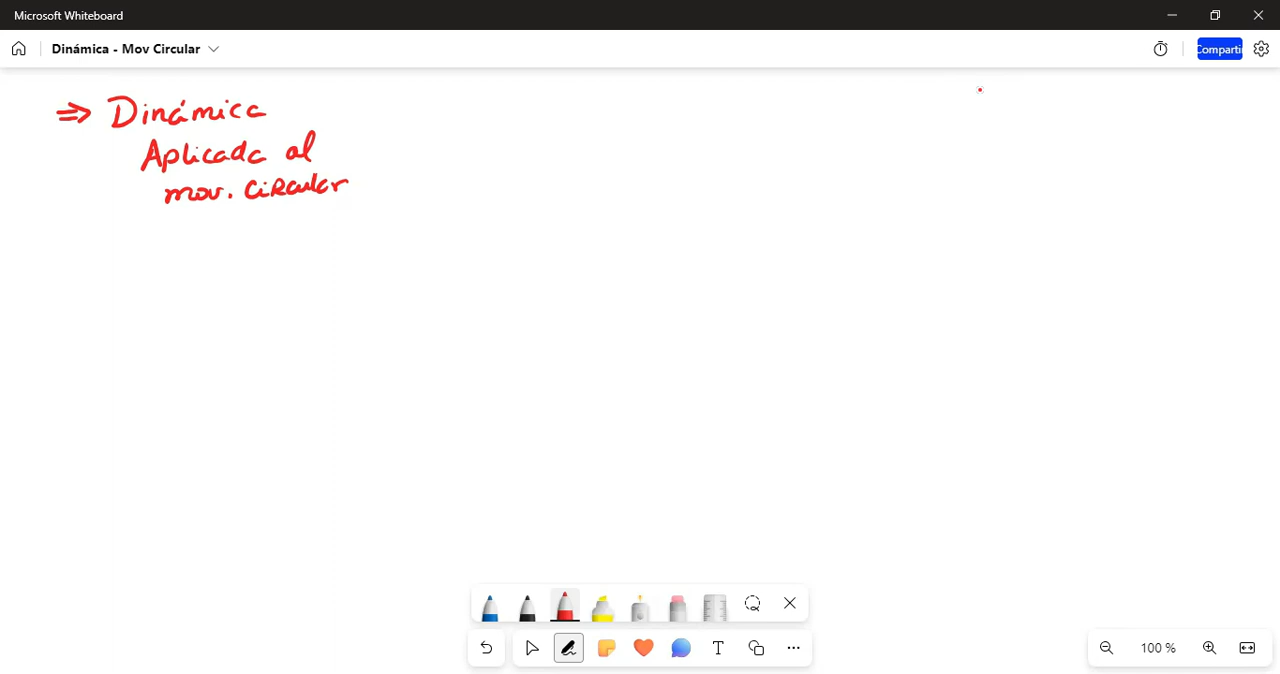 Microsoft Whiteboard
Dinámica - Mov Circular
Comparti
⇒ Dinámica
Aplicada al
mov. Circular
T
100 %